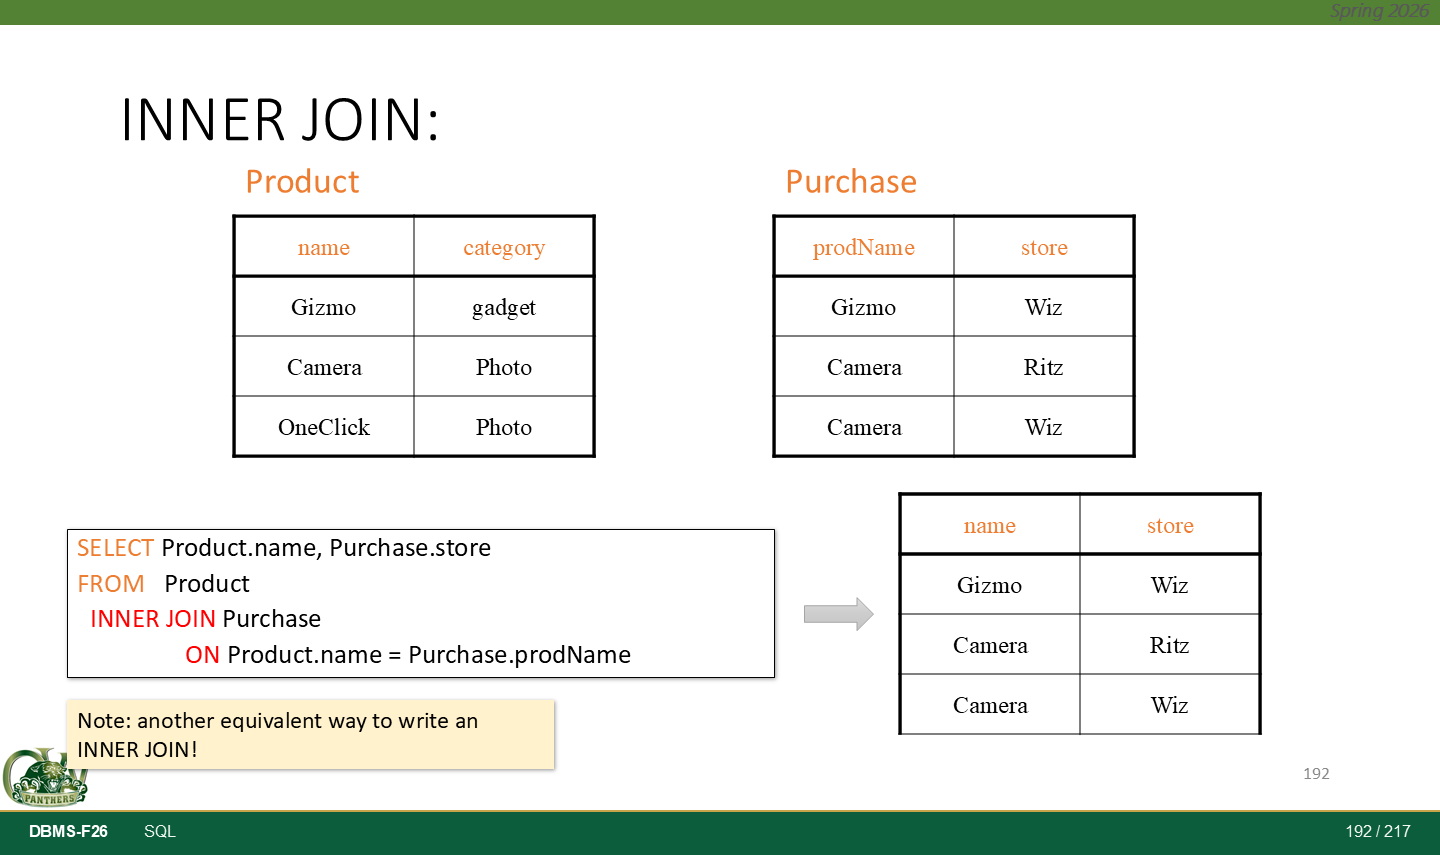 Spring 2026
INNER JOIN:
Product
Purchase
name category
Gizmo gadget
Camera Photo
OneClick Photo
prodName store
Gizmo Wiz
Camera Ritz
Camera Wiz
SELECT Product.name, Purchase.store
FROM Product
INNER JOIN Purchase
ON Product.name = Purchase.prodName
name store
Gizmo Wiz
Camera Ritz
Camera Wiz
Note: another equivalent way to write an
INNER JOIN!
PANTHERS
192
DBMS-F26 SQL 192 / 217